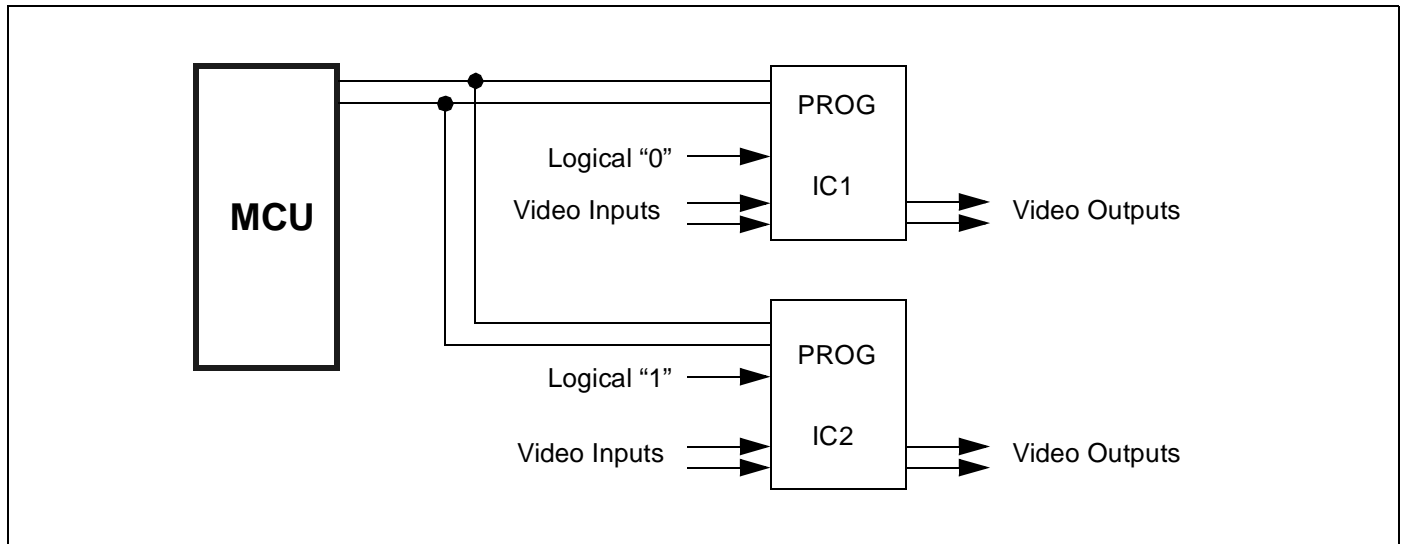 MCU
PROG
Logical “0”
IC1
Video Inputs
Video Outputs
PROG
Logical “1”
IC2
Video Inputs
Video Outputs